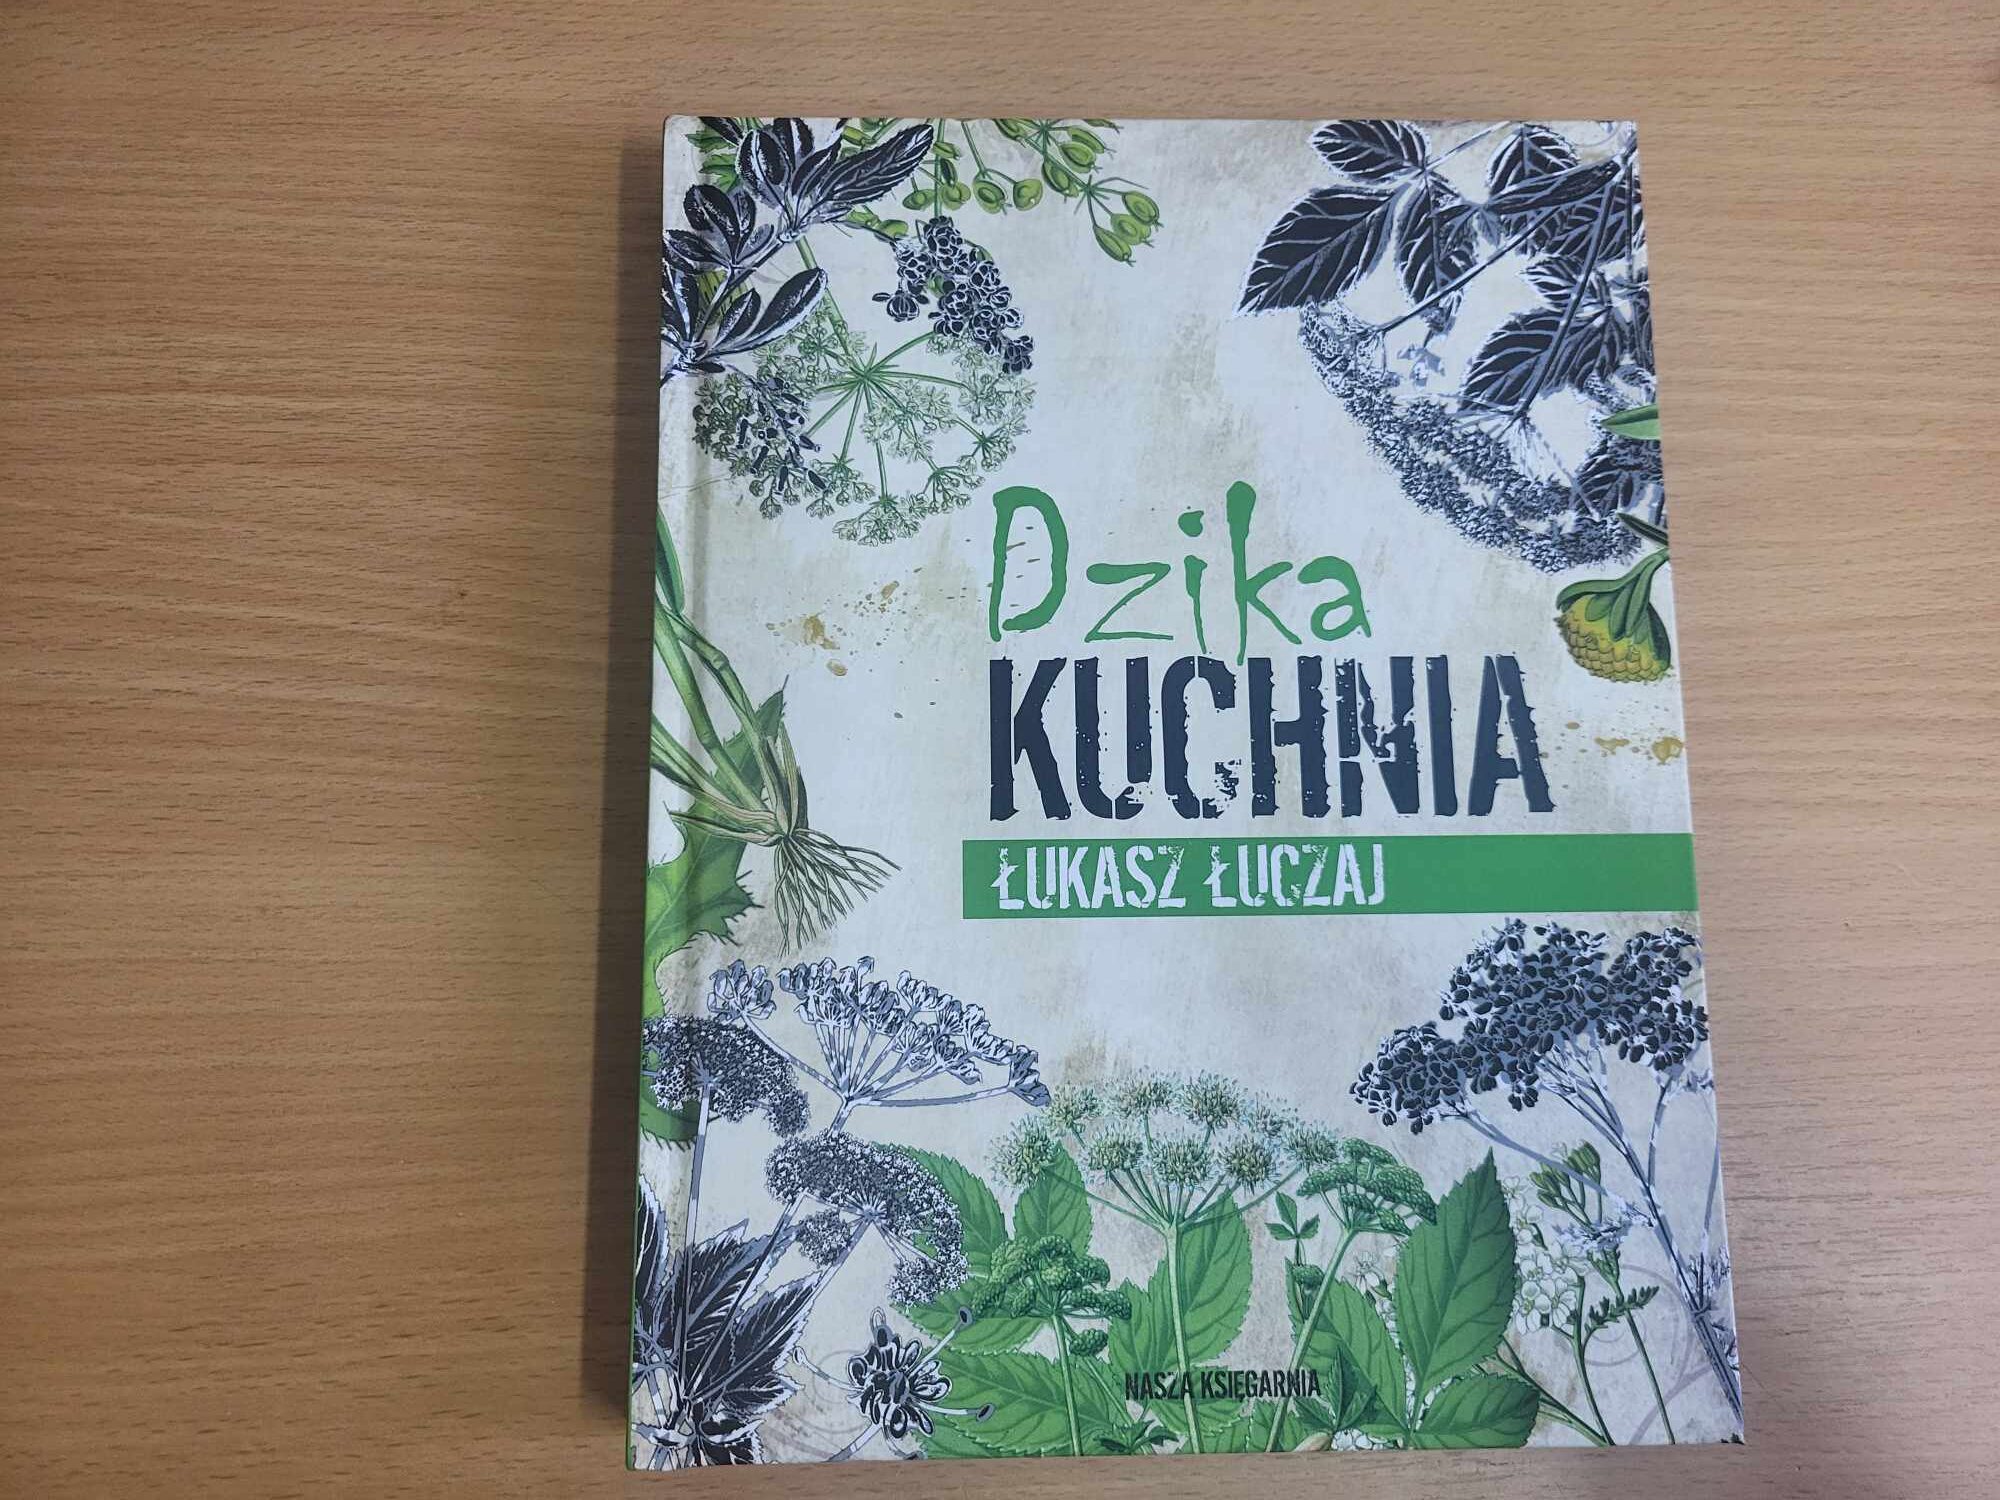 Dzika
KUCHNIA
ŁUKASZ ŁUCZAJ
NASZA KSIĘGARNIA